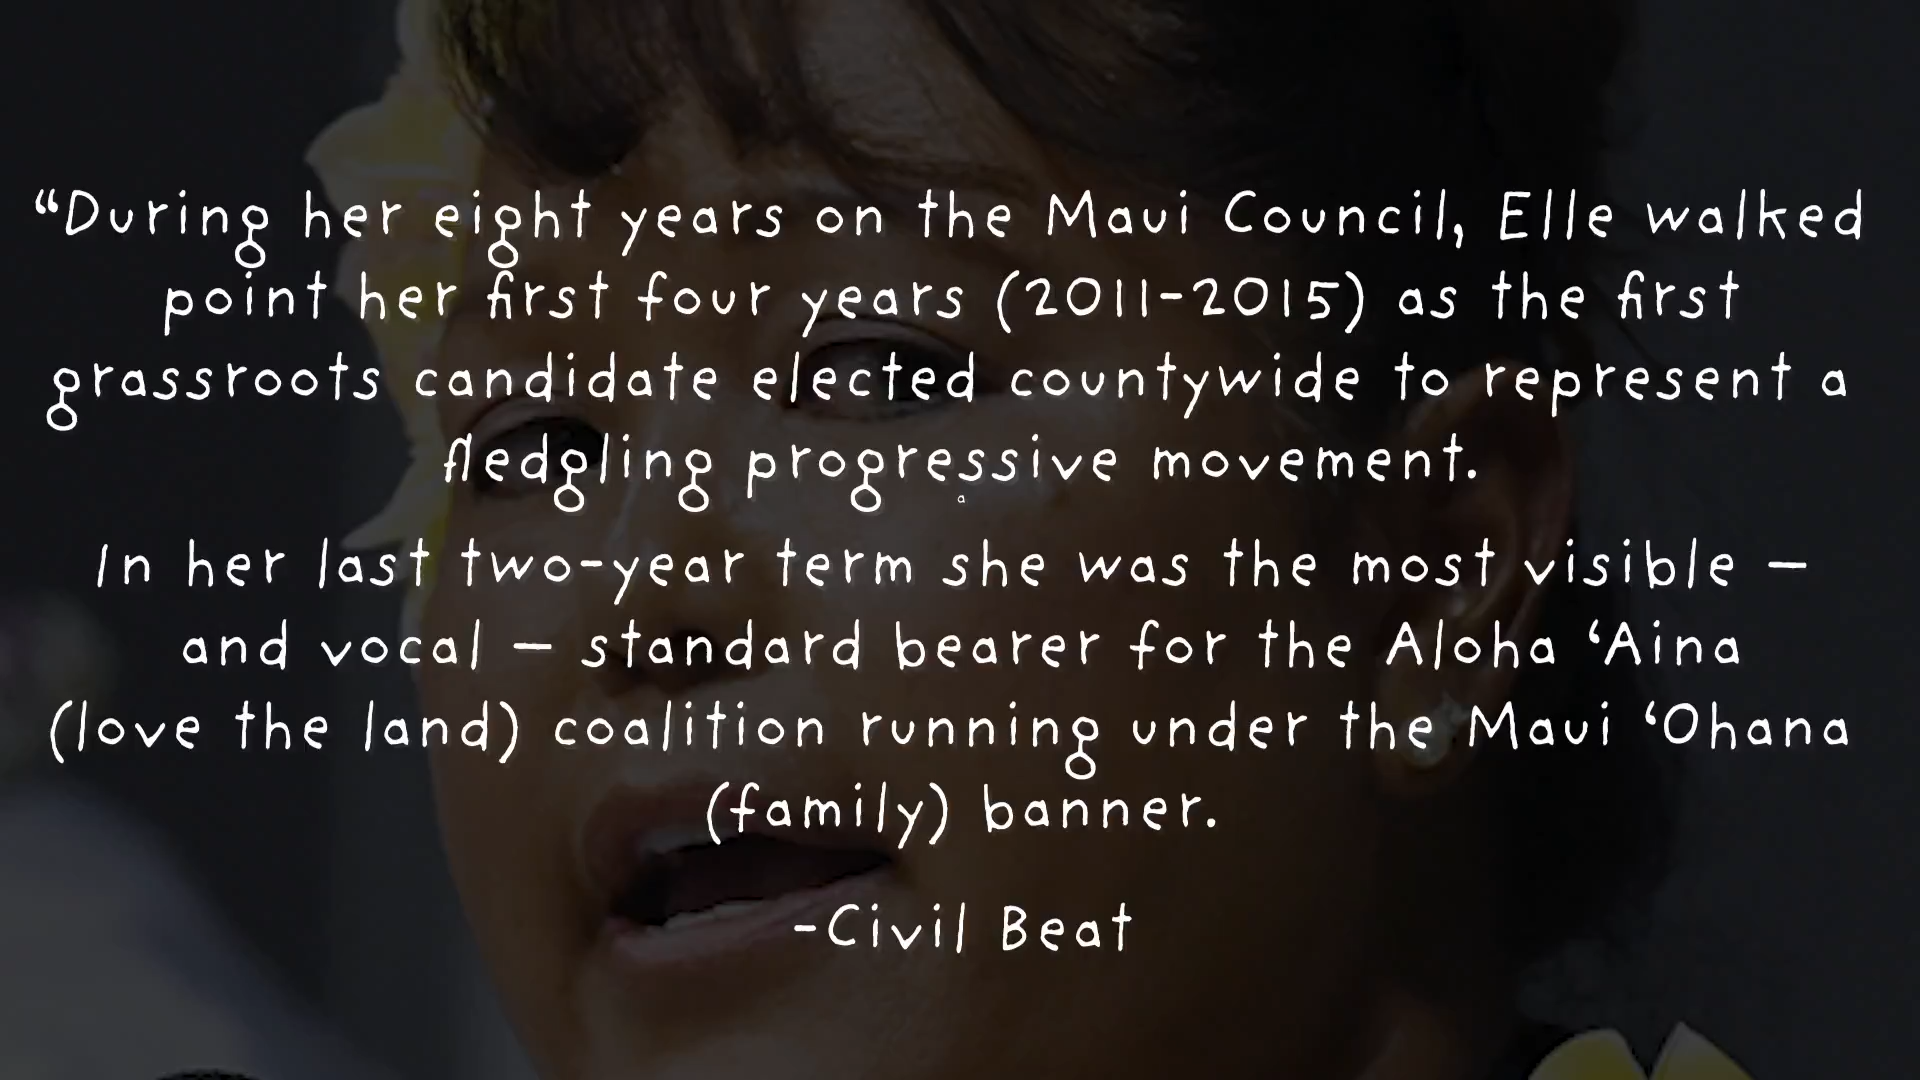 “During her eight years on the Maui Council, Elle walked
point her first four years (2011-2015) as the first
grassroots candidate elected countywide to represent a
fledgling progressive movement.
In her last two-year term she was the most visible –
and vocal – standard bearer for the Aloha ‘Aina
(love the land) coalition running under the Maui ‘Ohana
(family) banner.
-Civil Beat